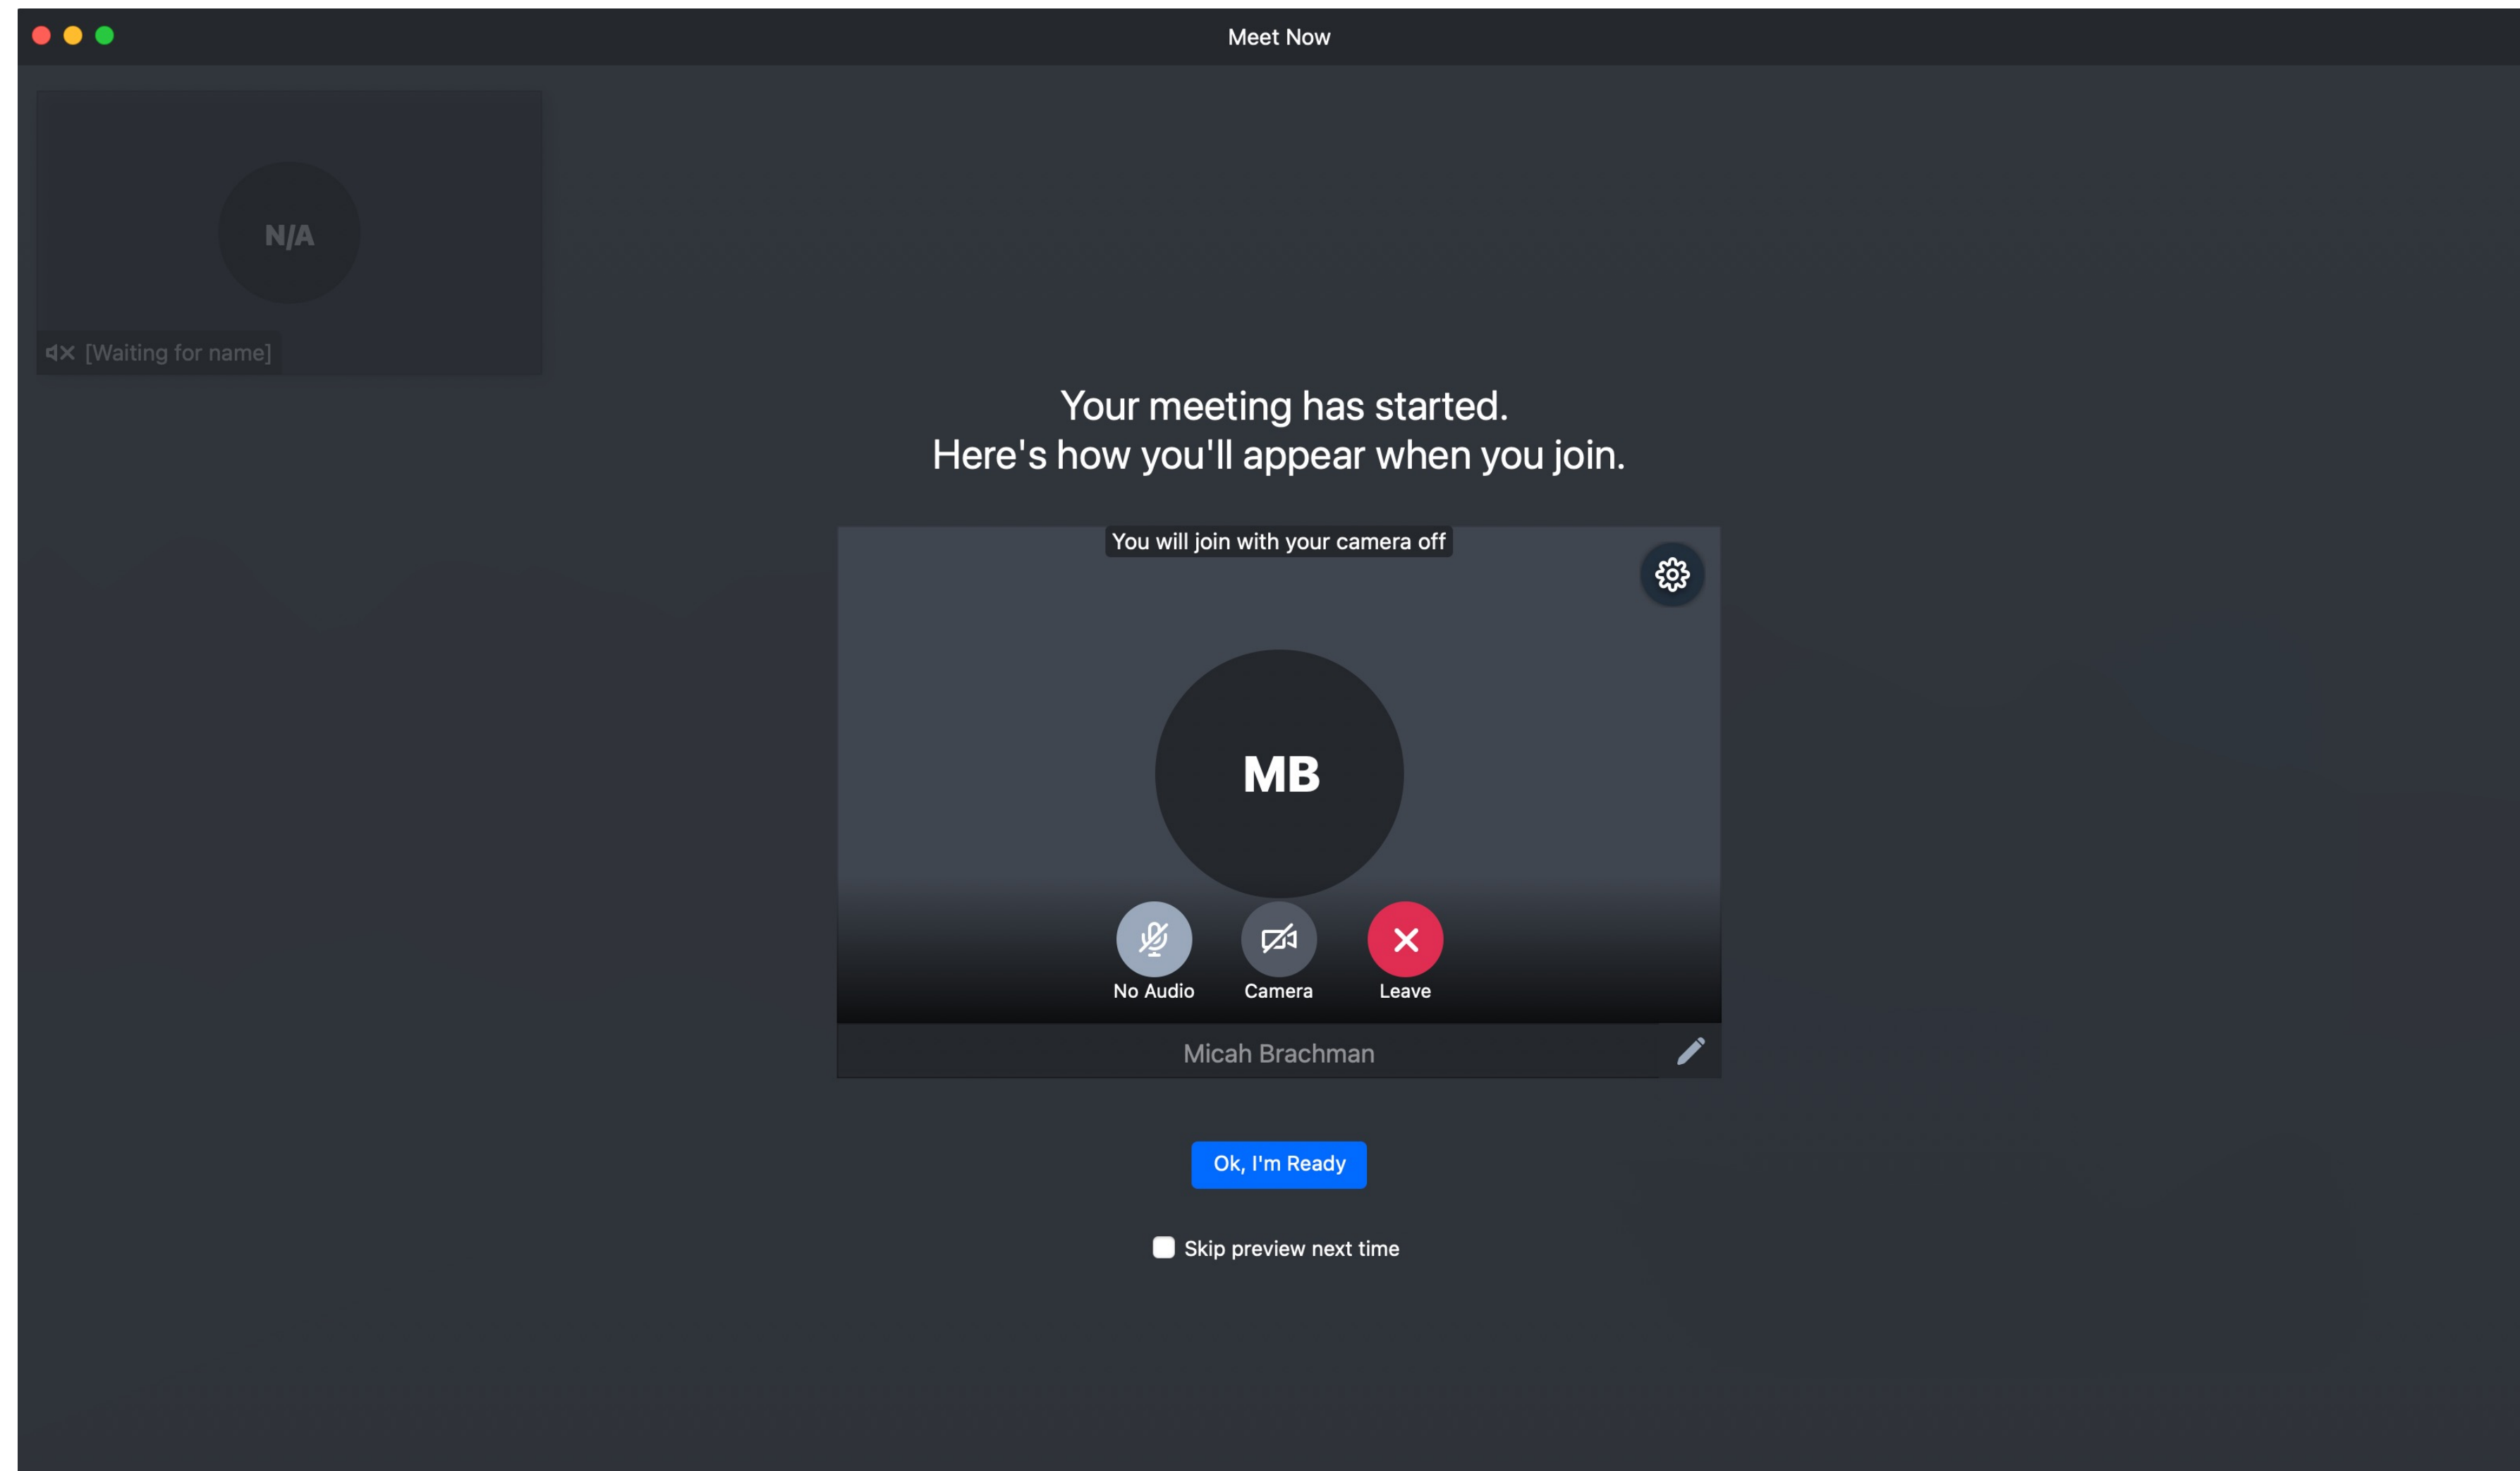 Meet Now
N/A
[Waiting for name]
Your meeting has started.
Here's how you'll appear when you join.
You will join with your camera off
MB
No Audio
Camera
Leave
Micah Brachman
Ok, I'm Ready
Skip preview next time